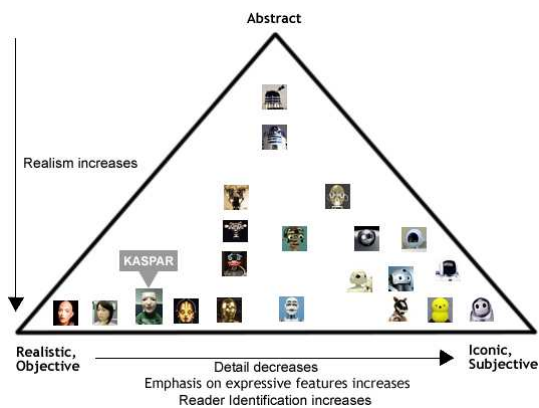 Abstract
Realism increases
KASPAR
Realistic,
Objective
Iconic,
Subjective
Detail decreases
Emphasis on expressive features increases
Reader Identification increases